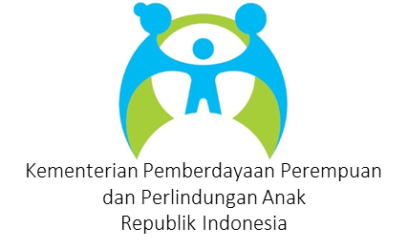 Kementerian Pemberdayaan Perempuan
dan Perlindungan Anak
Republik Indonesia